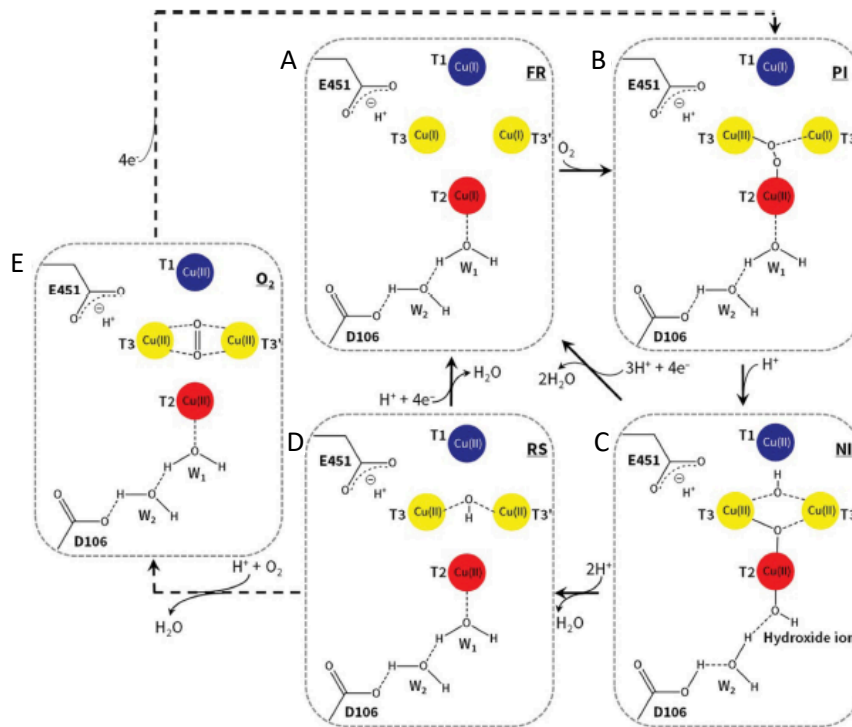 A
T1 Cu(I) FR
E451 O O ⊖ H⁺
T3 Cu(I) Cu(I) T3'
T2 Cu(I)
H O H
W₁
H O H
W₂
O O
D106
O₂
B
T1 Cu(I) PI
E451 O O ⊖ H⁺
T3 Cu(II) O Cu(I) T3
O
T2 Cu(II)
H O H
W₁
H O H
W₂
O O
D106
H⁺
4e⁻
E
T1 Cu(II) O₂
E451 O O ⊖ H⁺
T3 Cu(II) O O Cu(II) T3'
T2 Cu(II)
H O H
W₁
H O H
W₂
O O
D106
H⁺ + 4e⁻ H₂O
2H₂O 3H⁺ + 4e⁻
D
T1 Cu(II) RS
E451 O O ⊖ H⁺
T3 Cu(II) O H Cu(II) T3'
T2 Cu(II)
H O H
W₁
H O H
W₂
O O
D106
C
T1 Cu(II) NI
E451 O O ⊖ H⁺
H
O
T3 Cu(II) Cu(II) T3'
O
T2 Cu(II)
O H
Hydroxide ion
H
O H
W₂
H
O O
D106
2H⁺
H₂O
H⁺ + O₂
H₂O